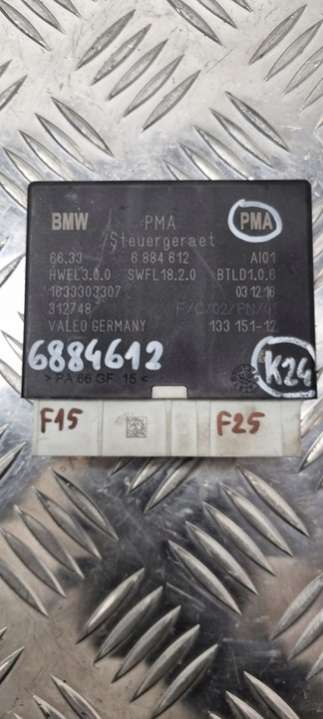 BMW PMA PMA
Steuergeraet
66.33 6 884 612 AI01
HWEL3.0.0 SWFL18.2.0 BTLD1.0.6
1633303307 03.12.16
312748
VALEO GERMANY 133 151-12
6884612 K24
> PA 66 GF 15 <
F15 F25